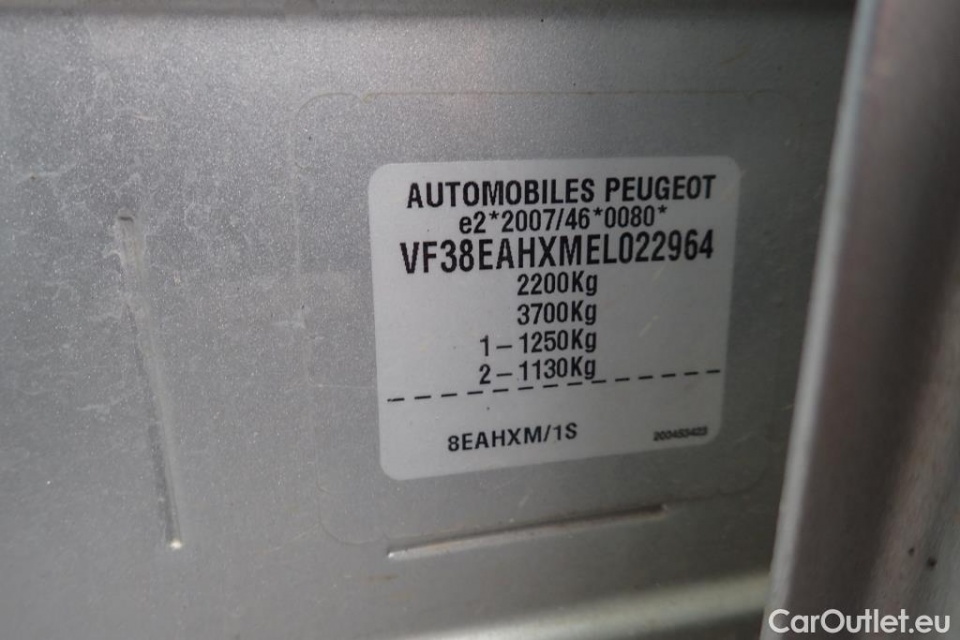 AUTOMOBILES PEUGEOT
e2*2007/46*0080*
VF38EAHXMEL022964
2200Kg
3700Kg
1-1250Kg
2-1130Kg
8EAHXM/1S
CarOutlet.eu